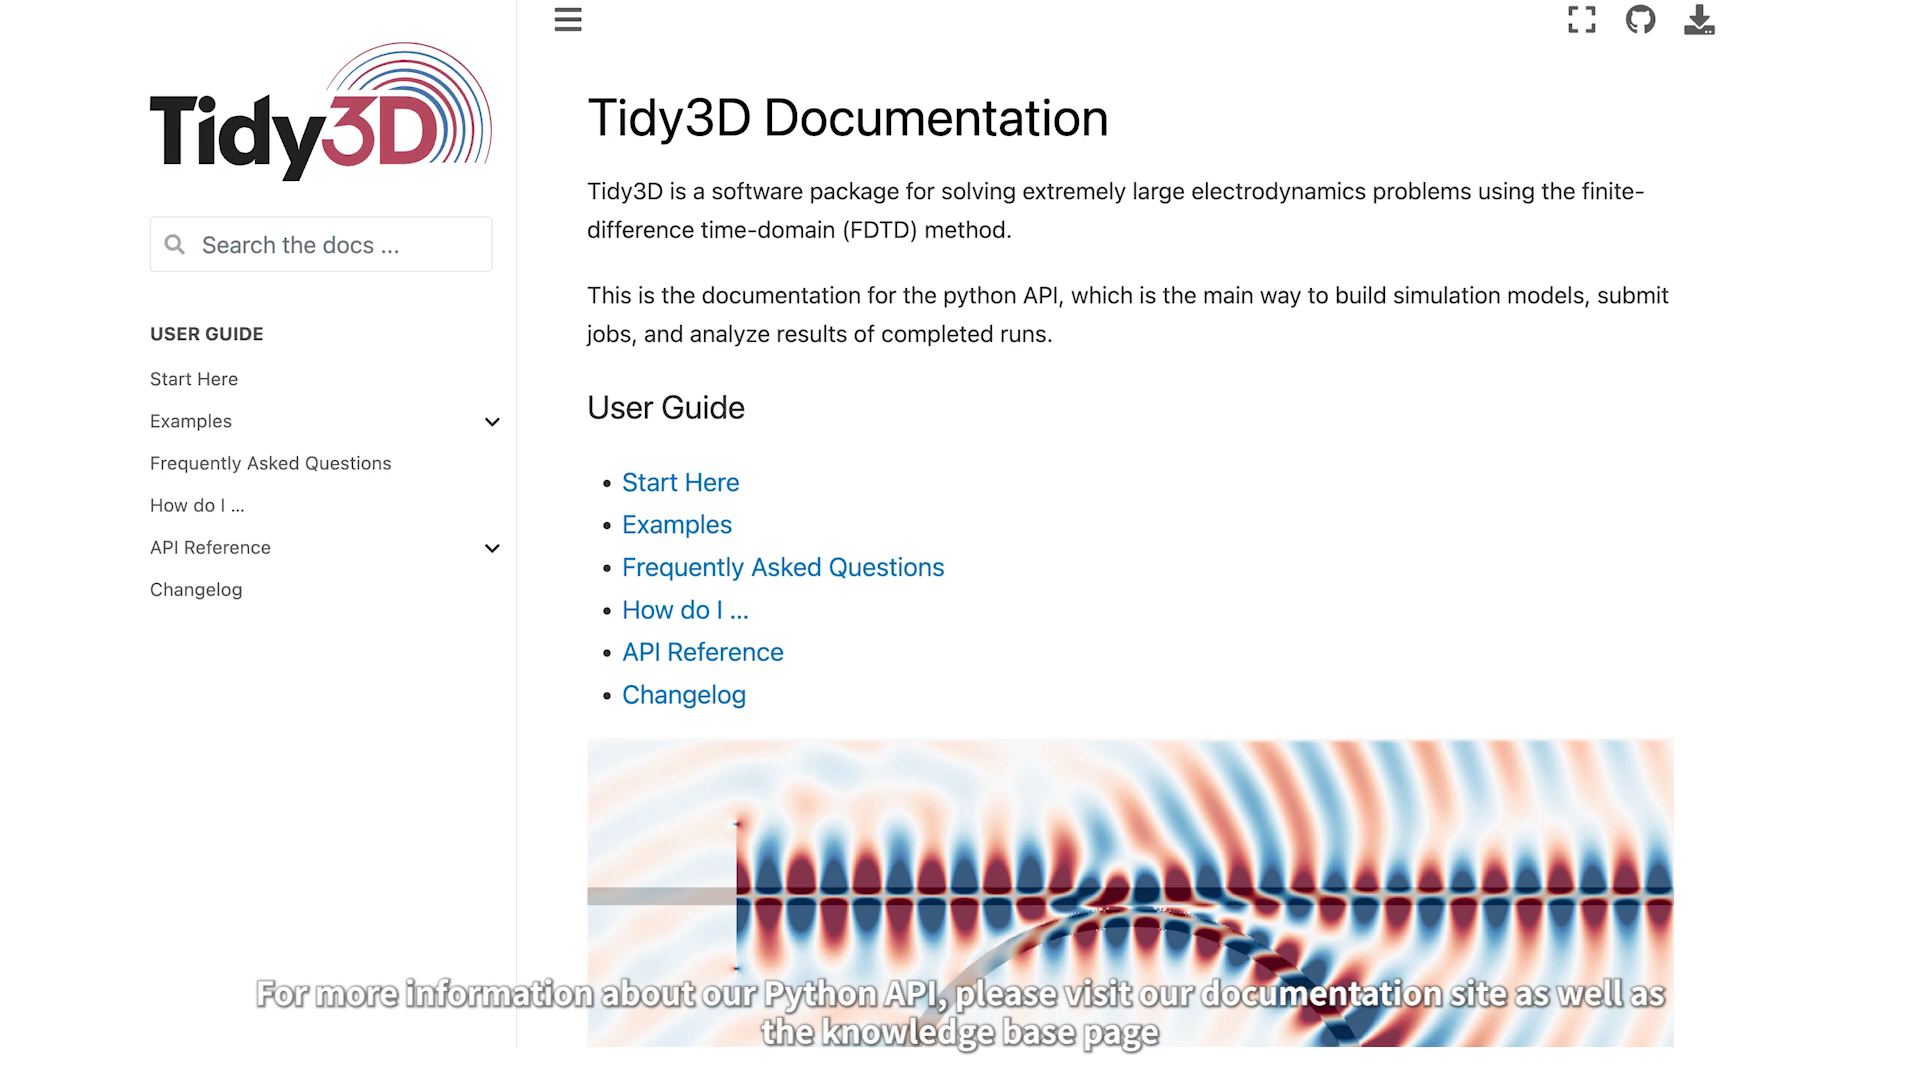 Tidy3D
Search the docs ...
USER GUIDE
Start Here
Examples
Frequently Asked Questions
How do I ...
API Reference
Changelog
Tidy3D Documentation
Tidy3D is a software package for solving extremely large electrodynamics problems using the finite-
difference time-domain (FDTD) method.
This is the documentation for the python API, which is the main way to build simulation models, submit
jobs, and analyze results of completed runs.
User Guide
• Start Here
• Examples
• Frequently Asked Questions
• How do I ...
• API Reference
• Changelog
For more information about our Python API, please visit our documentation site as well as
the knowledge base page